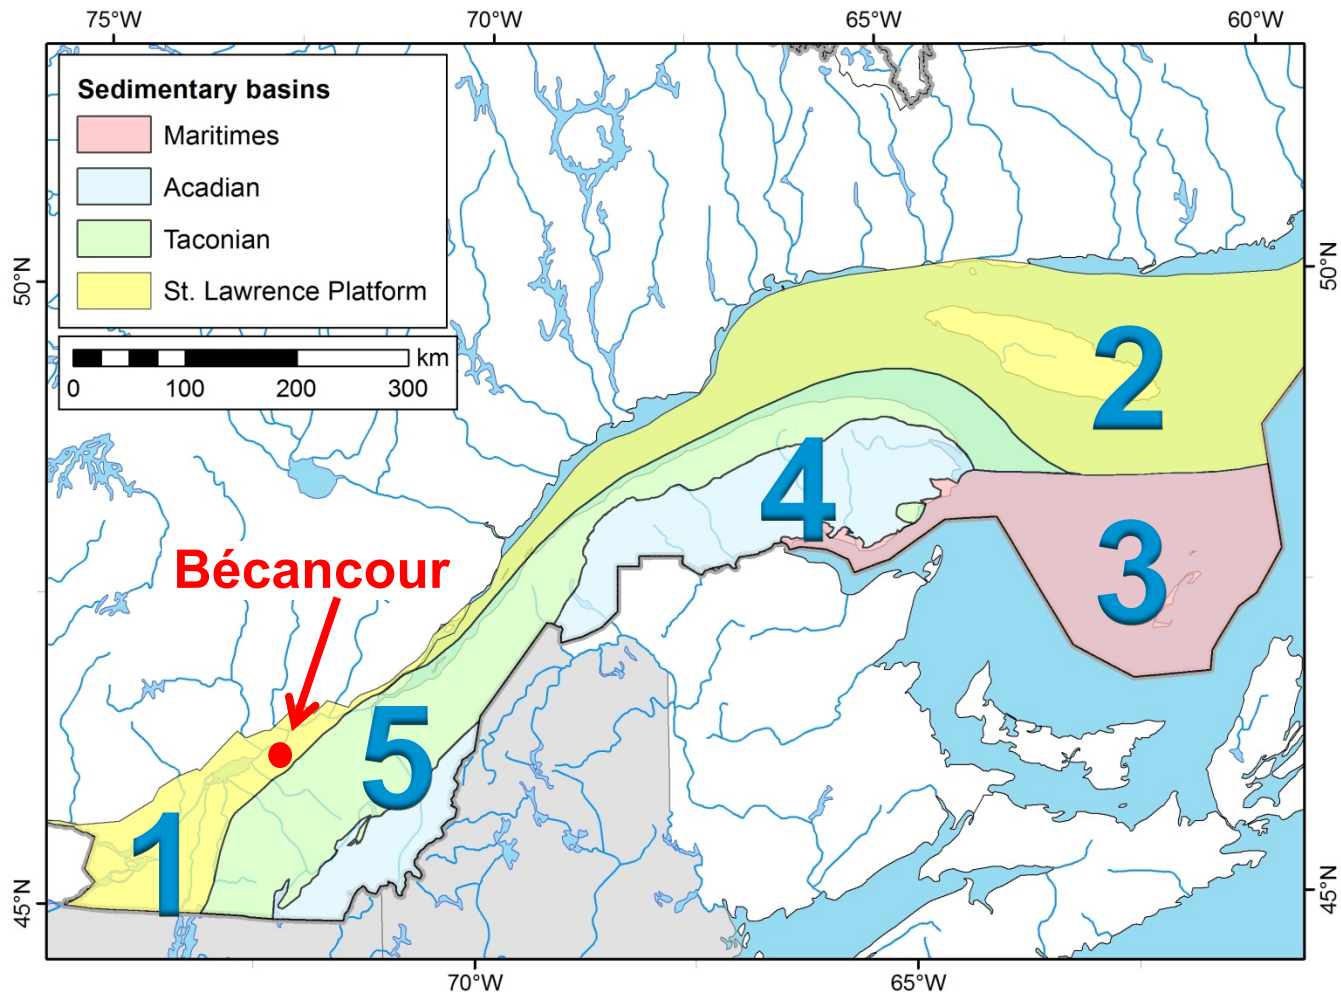 75°W 70°W 65°W 60°W
Sedimentary basins
Maritimes
Acadian
Taconian
St. Lawrence Platform
km
0 100 200 300
50°N
50°N
2
4
3
Bécancour
5
1
45°N
45°N
70°W 65°W